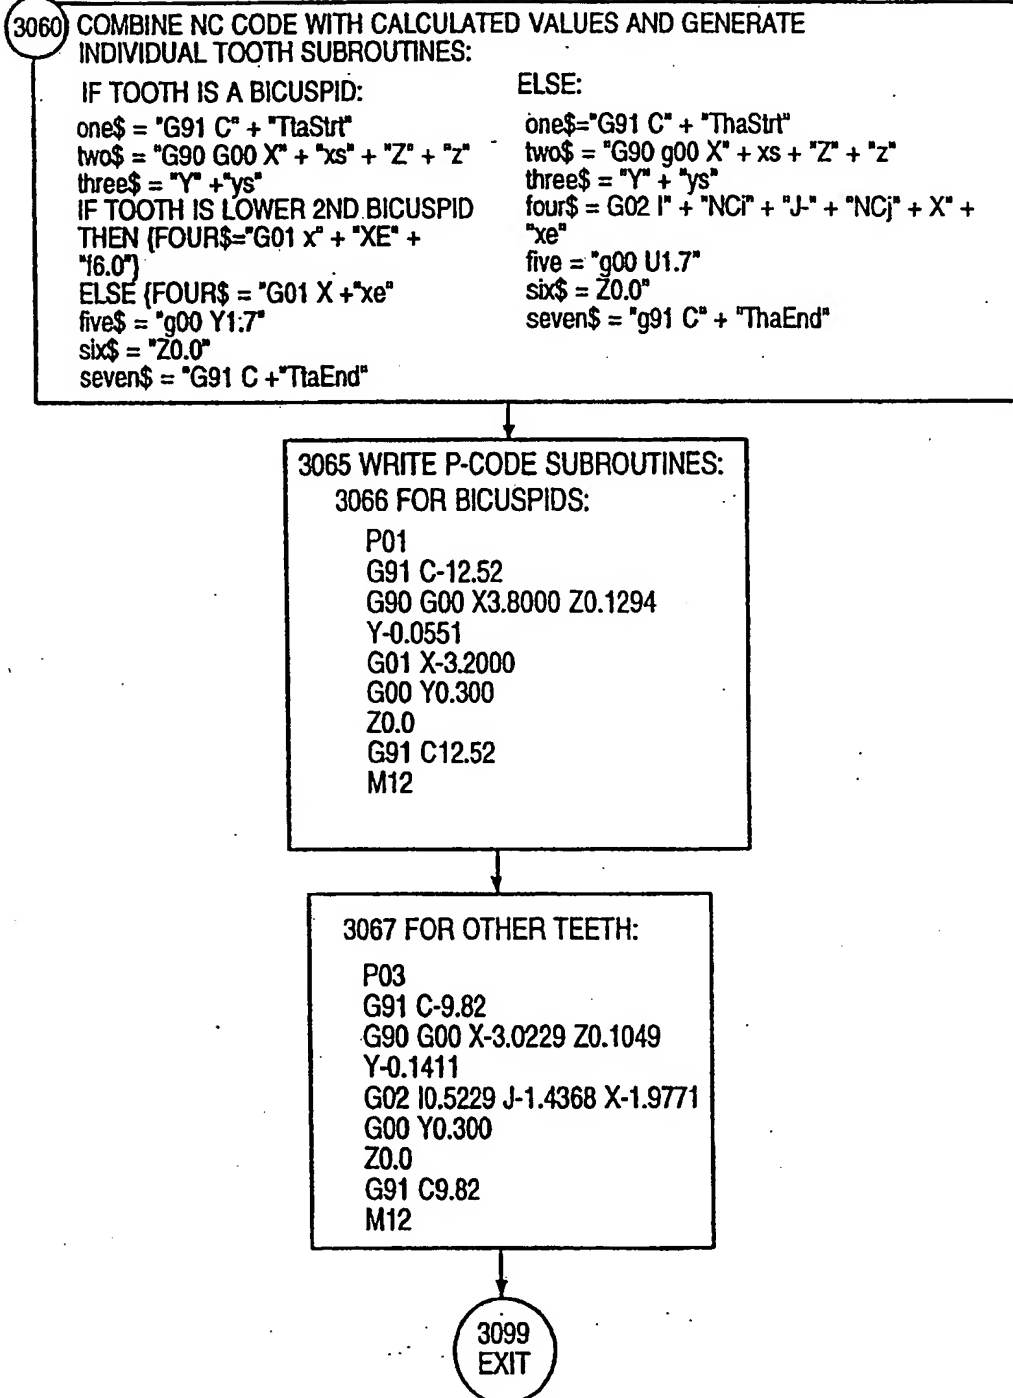 3060 COMBINE NC CODE WITH CALCULATED VALUES AND GENERATE
INDIVIDUAL TOOTH SUBROUTINES:
IF TOOTH IS A BICUSPID:
one$ = "G91 C" + "TtaStrt"
two$ = "G90 G00 X" + "xs" + "Z" + "z"
three$ = "Y" +"ys"
IF TOOTH IS LOWER 2ND BICUSPID
THEN {FOUR$="G01 x" + "XE" +
"f6.0"}
ELSE {FOUR$ = "G01 X +"xe"
five$ = "g00 Y1:7"
six$ = "Z0.0"
seven$ = "G91 C +"TtaEnd"
ELSE:
one$="G91 C" + "ThaStrt"
two$ = "G90 g00 X" + xs + "Z" + "z"
three$ = "Y" + "ys"
four$ = G02 I" + "NCi" + "J-" + "NCj" + X" +
"xe"
five = "g00 U1.7"
six$ = Z0.0"
seven$ = "g91 C" + "ThaEnd"
3065 WRITE P-CODE SUBROUTINES:
3066 FOR BICUSPIDS:
P01
G91 C-12.52
G90 G00 X3.8000 Z0.1294
Y-0.0551
G01 X-3.2000
G00 Y0.300
Z0.0
G91 C12.52
M12
3067 FOR OTHER TEETH:
P03
G91 C-9.82
G90 G00 X-3.0229 Z0.1049
Y-0.1411
G02 I0.5229 J-1.4368 X-1.9771
G00 Y0.300
Z0.0
G91 C9.82
M12
3099
EXIT